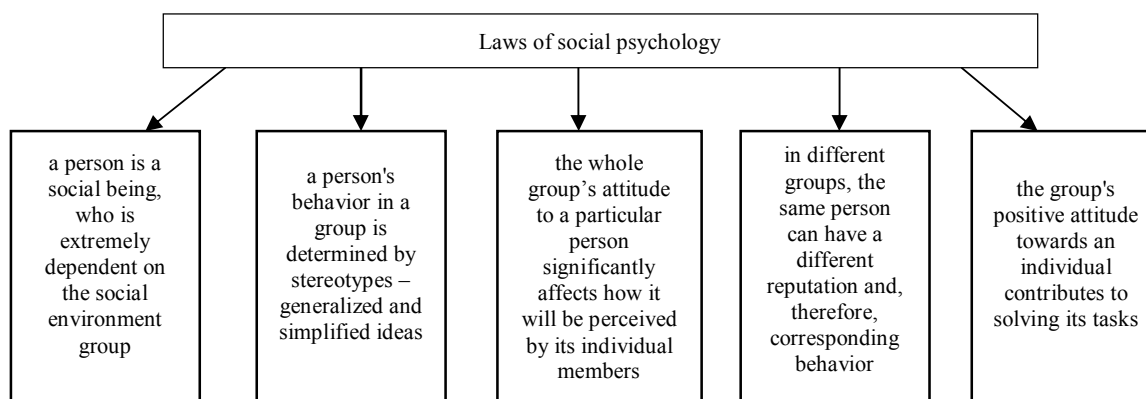 Laws of social psychology
a person is a
social being,
who is
extremely
dependent on
the social
environment
group
a person's
behavior in a
group is
determined by
stereotypes –
generalized and
simplified ideas
the whole
group’s attitude
to a particular
person
significantly
affects how it
will be perceived
by its individual
members
in different
groups, the
same person
can have a
different
reputation and,
therefore,
corresponding
behavior
the group's
positive attitude
towards an
individual
contributes to
solving its tasks